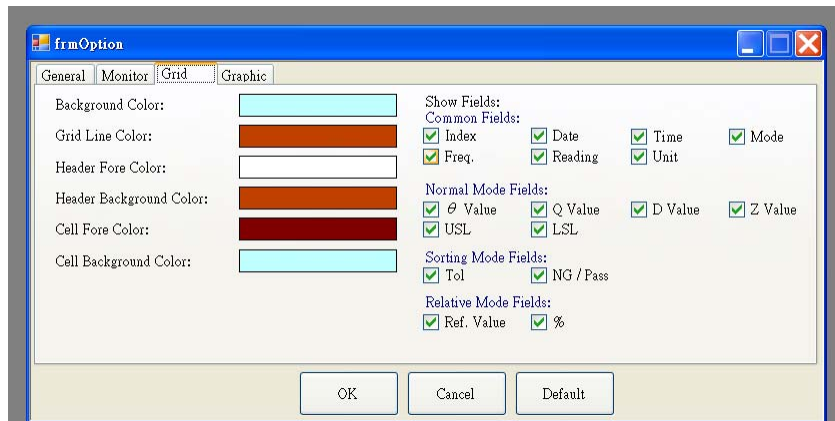 frmOption
General Monitor Grid Graphic
Background Color:
Grid Line Color:
Header Fore Color:
Header Background Color:
Cell Fore Color:
Cell Background Color:
Show Fields:
Common Fields:
Index Date Time Mode
Freq. Reading Unit
Normal Mode Fields:
θ Value Q Value D Value Z Value
USL LSL
Sorting Mode Fields:
Tol NG / Pass
Relative Mode Fields:
Ref. Value %
OK Cancel Default